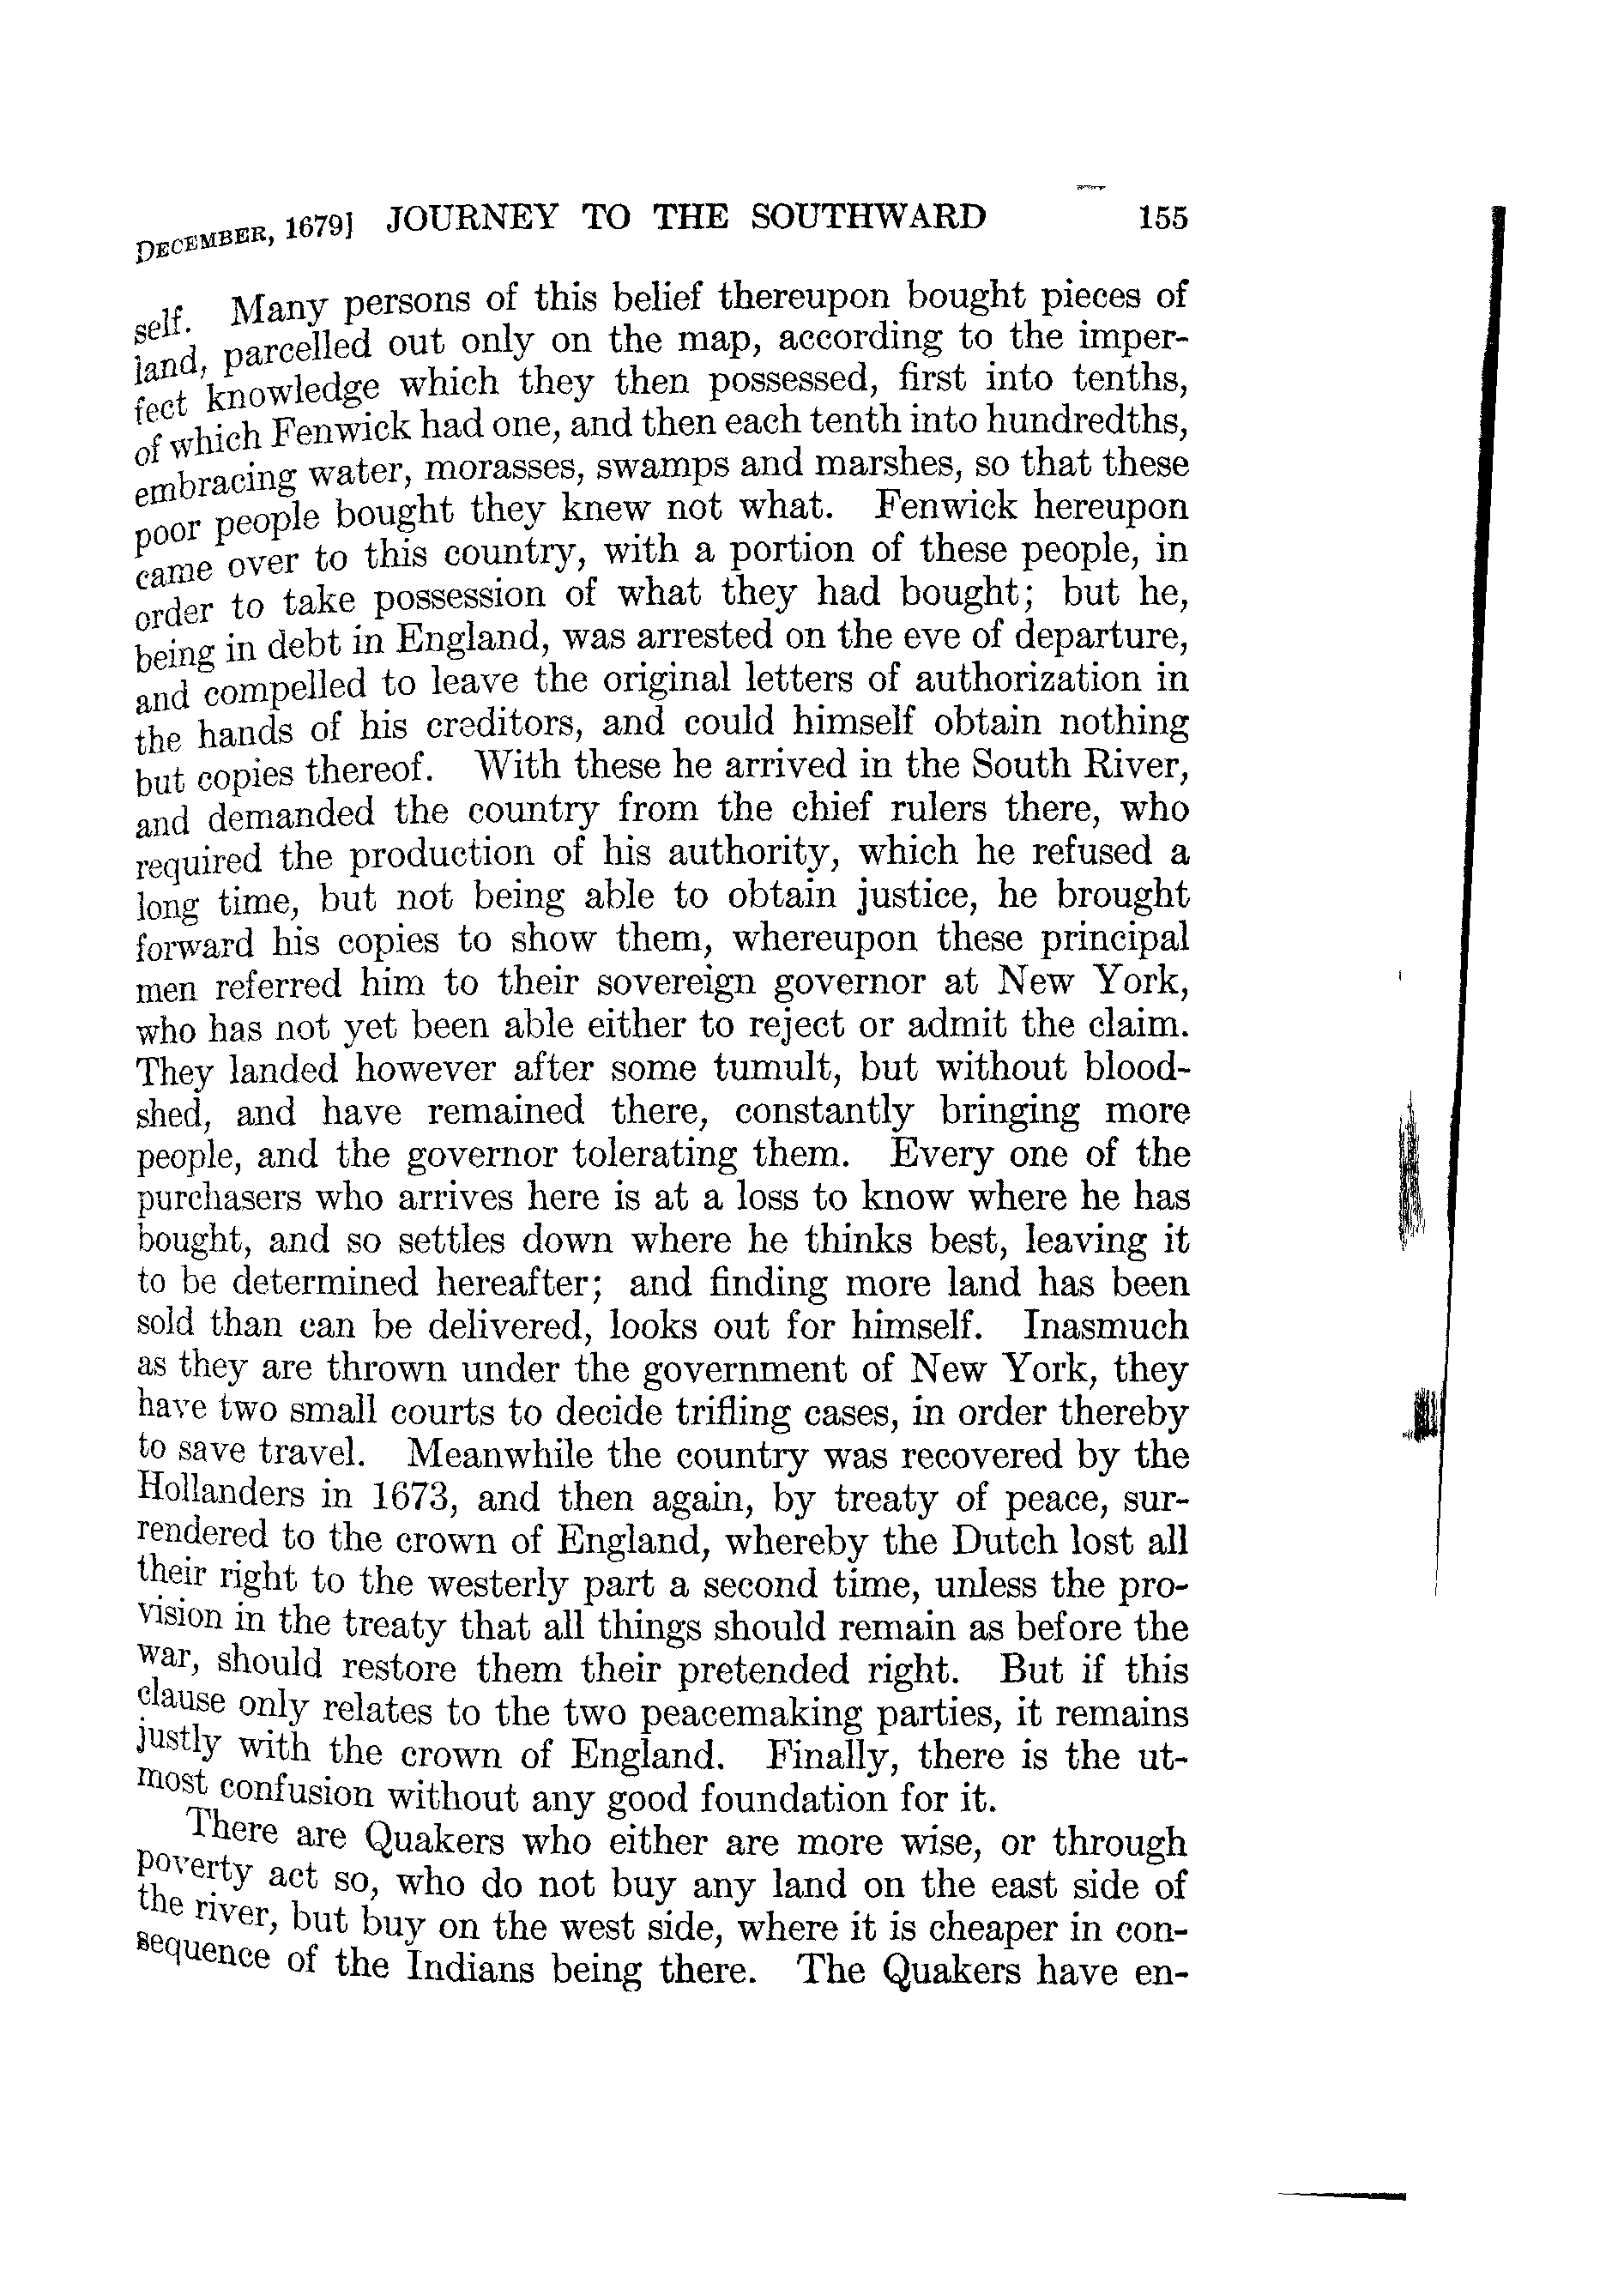 DECEMBER, 1679] JOURNEY TO THE SOUTHWARD 155
self. Many persons of this belief thereupon bought pieces of
land, parcelled out only on the map, according to the imper-
fect knowledge which they then possessed, first into tenths,
of which Fenwick had one, and then each tenth into hundredths,
embracing water, morasses, swamps and marshes, so that these
poor people bought they knew not what. Fenwick hereupon
came over to this country, with a portion of these people, in
order to take possession of what they had bought; but he,
being in debt in England, was arrested on the eve of departure,
and compelled to leave the original letters of authorization in
the hands of his creditors, and could himself obtain nothing
but copies thereof. With these he arrived in the South River,
and demanded the country from the chief rulers there, who
required the production of his authority, which he refused a
long time, but not being able to obtain justice, he brought
forward his copies to show them, whereupon these principal
men referred him to their sovereign governor at New York,
who has not yet been able either to reject or admit the claim.
They landed however after some tumult, but without blood-
shed, and have remained there, constantly bringing more
people, and the governor tolerating them. Every one of the
purchasers who arrives here is at a loss to know where he has
bought, and so settles down where he thinks best, leaving it
to be determined hereafter; and finding more land has been
sold than can be delivered, looks out for himself. Inasmuch
as they are thrown under the government of New York, they
have two small courts to decide trifling cases, in order thereby
to save travel. Meanwhile the country was recovered by the
Hollanders in 1673, and then again, by treaty of peace, sur-
rendered to the crown of England, whereby the Dutch lost all
their right to the westerly part a second time, unless the pro-
vision in the treaty that all things should remain as before the
war, should restore them their pretended right. But if this
clause only relates to the two peacemaking parties, it remains
justly with the crown of England. Finally, there is the ut-
most confusion without any good foundation for it.
There are Quakers who either are more wise, or through
poverty act so, who do not buy any land on the east side of
the river, but buy on the west side, where it is cheaper in con-
sequence of the Indians being there. The Quakers have en-